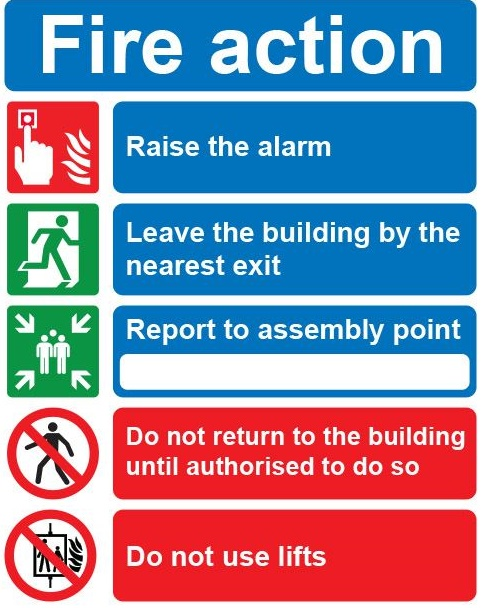 Fire action
Raise the alarm
Leave the building by the
nearest exit
Report to assembly point
Do not return to the building
until authorised to do so
Do not use lifts